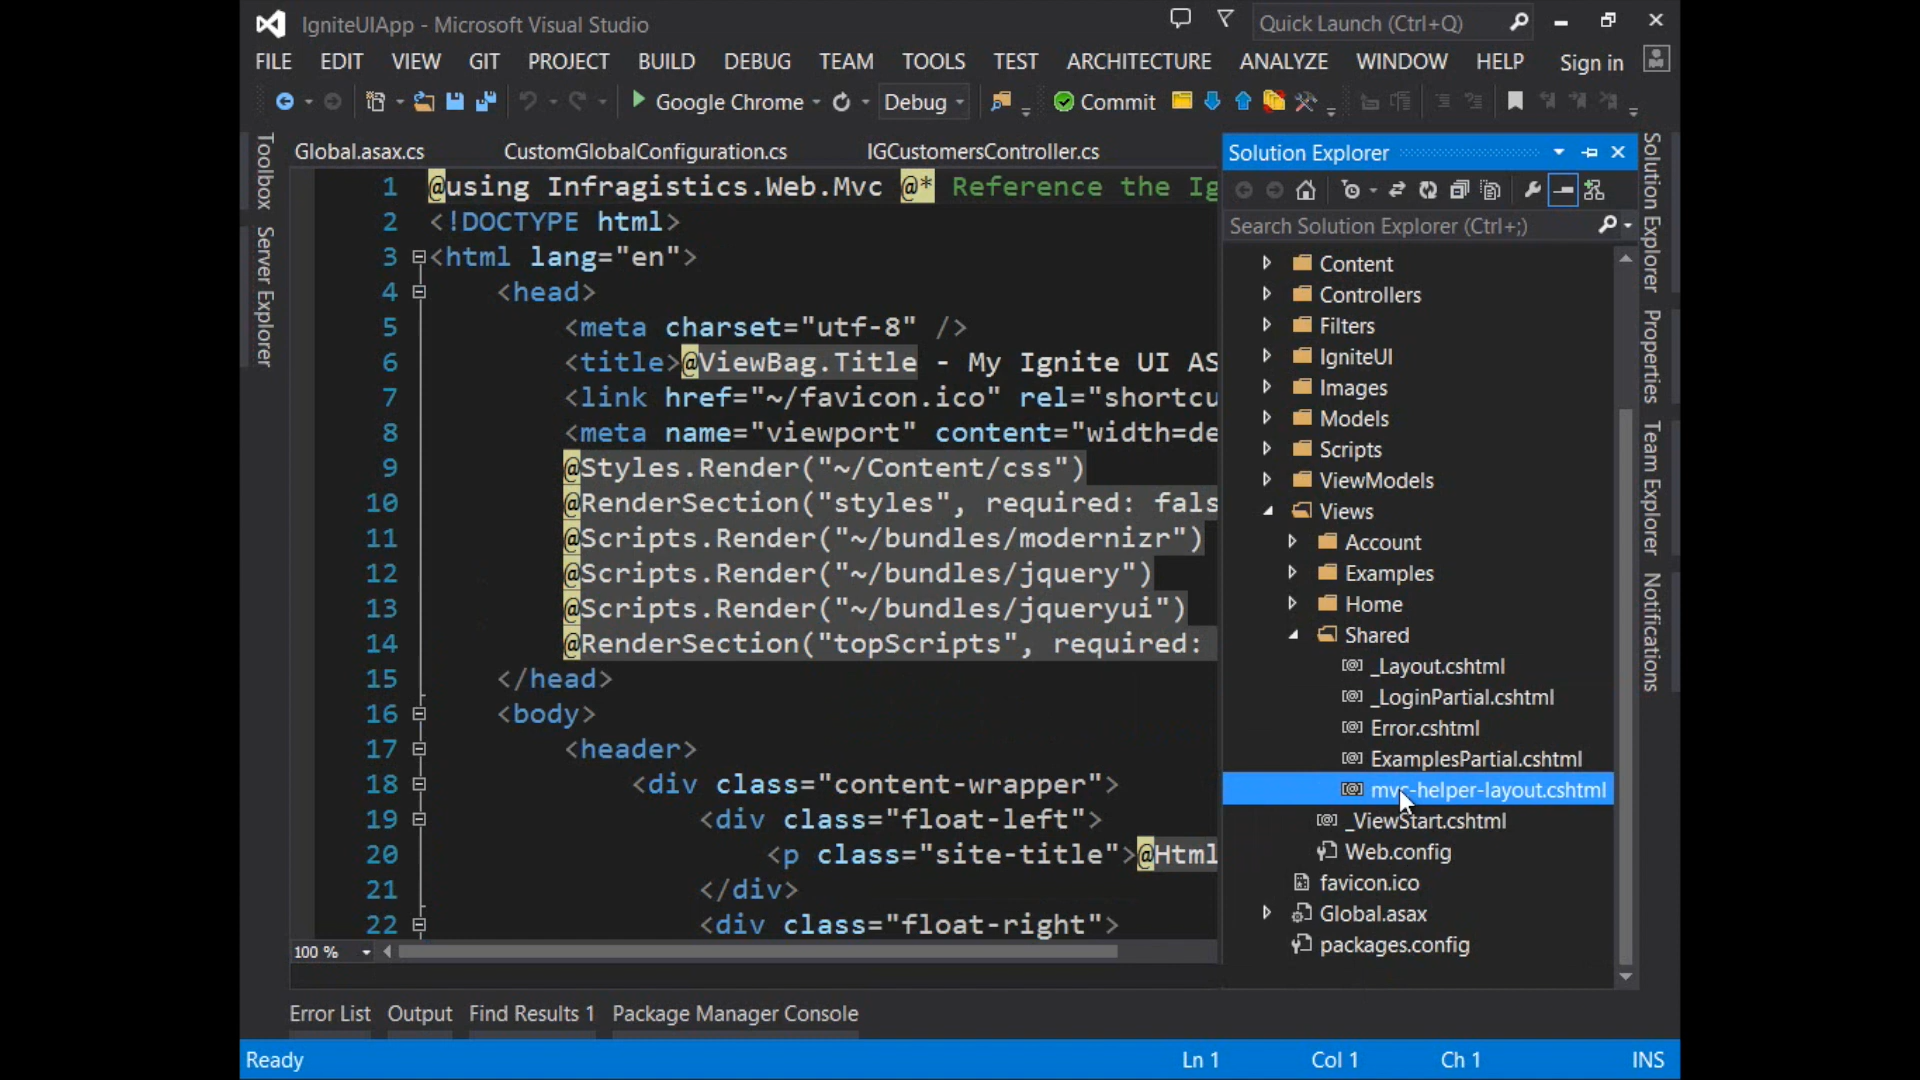 IgniteUIApp - Microsoft Visual Studio
Quick Launch (Ctrl+Q)
FILE EDIT VIEW GIT PROJECT BUILD DEBUG TEAM TOOLS TEST ARCHITECTURE ANALYZE WINDOW HELP Sign in
Google Chrome Debug Commit
Toolbox
Server Explorer
Global.asax.cs CustomGlobalConfiguration.cs IGCustomersController.cs
1 @using Infragistics.Web.Mvc @* Reference the Ig
2 <!DOCTYPE html>
3 <html lang="en">
4 <head>
5 <meta charset="utf-8" />
6 <title>@ViewBag.Title - My Ignite UI AS
7 <link href="~/favicon.ico" rel="shortcu
8 <meta name="viewport" content="width=de
9 @Styles.Render("~/Content/css")
10 @RenderSection("styles", required: fals
11 @Scripts.Render("~/bundles/modernizr")
12 @Scripts.Render("~/bundles/jquery")
13 @Scripts.Render("~/bundles/jqueryui")
14 @RenderSection("topScripts", required:
15 </head>
16 <body>
17 <header>
18 <div class="content-wrapper">
19 <div class="float-left">
20 <p class="site-title">@Html
21 </div>
22 <div class="float-right">
100 %
Solution Explorer
Search Solution Explorer (Ctrl+;)
Content
Controllers
Filters
IgniteUI
Images
Models
Scripts
ViewModels
Views
Account
Examples
Home
Shared
_Layout.cshtml
_LoginPartial.cshtml
Error.cshtml
ExamplesPartial.cshtml
mvc-helper-layout.cshtml
_ViewStart.cshtml
Web.config
favicon.ico
Global.asax
packages.config
Solution Explorer
Properties
Team Explorer
Notifications
Error List Output Find Results 1 Package Manager Console
Ready Ln 1 Col 1 Ch 1 INS